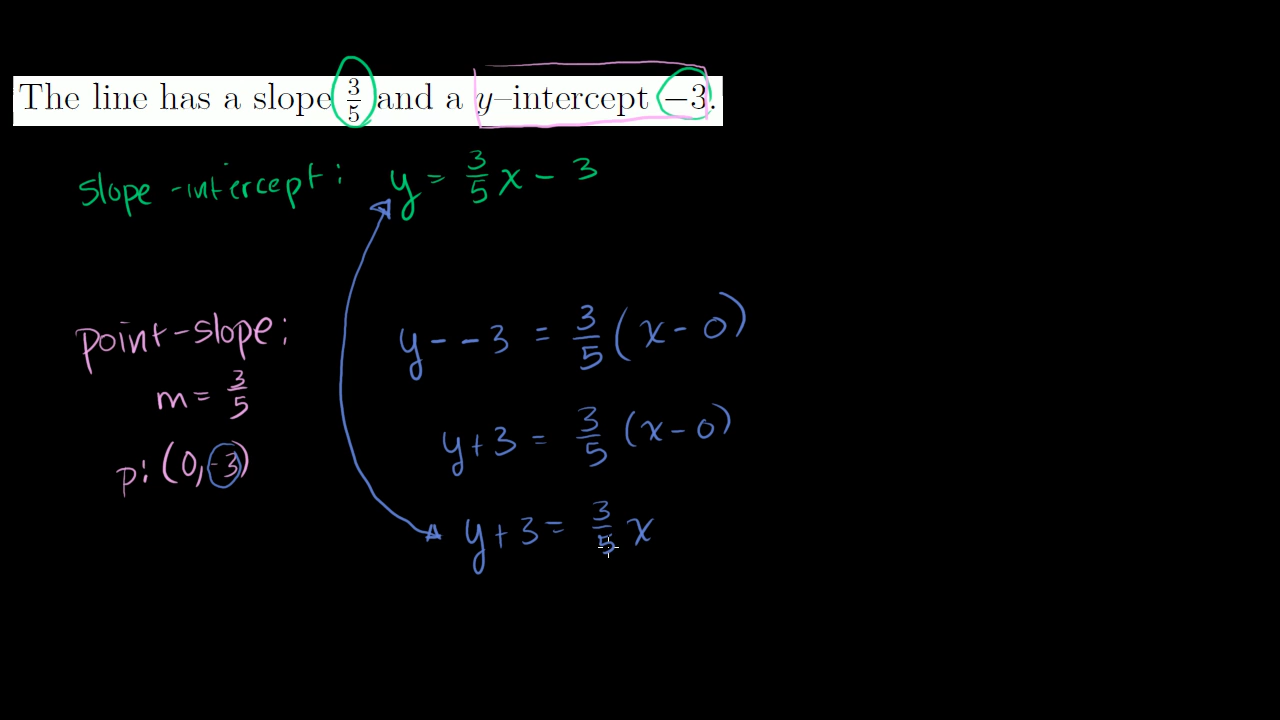 The line has a slope 3/5 and a y–intercept −3.
slope-intercept: y = 3/5 x - 3
point-slope: y - -3 = 3/5 (x - 0)
m = 3/5
y + 3 = 3/5 (x - 0)
p: (0, -3)
y + 3 = 3/5 x